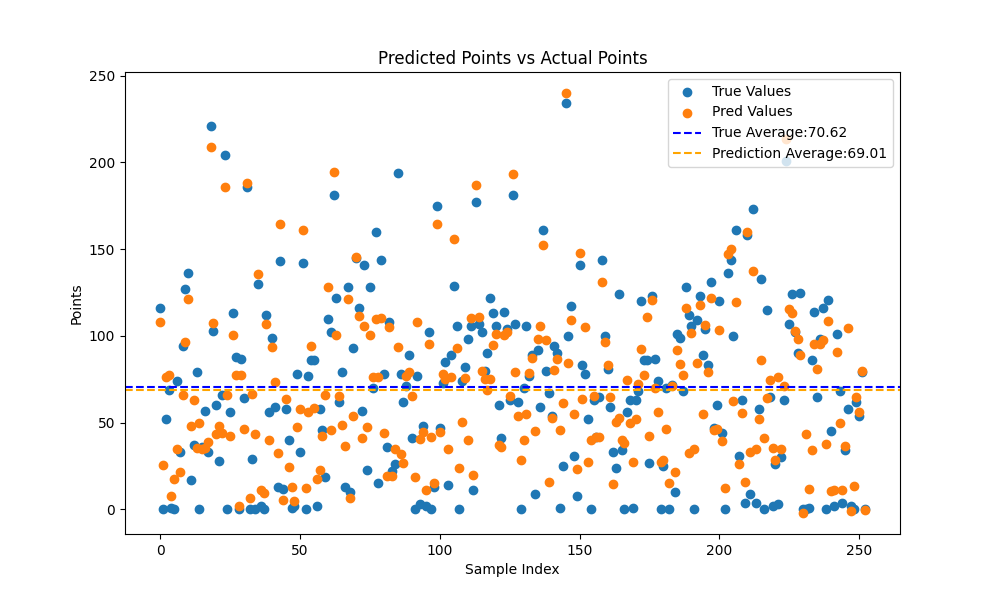 Predicted Points vs Actual Points
250
200
150
100
50
0
Points
True Values
Pred Values
True Average:70.62
Prediction Average:69.01
0
50
100
150
200
250
Sample Index